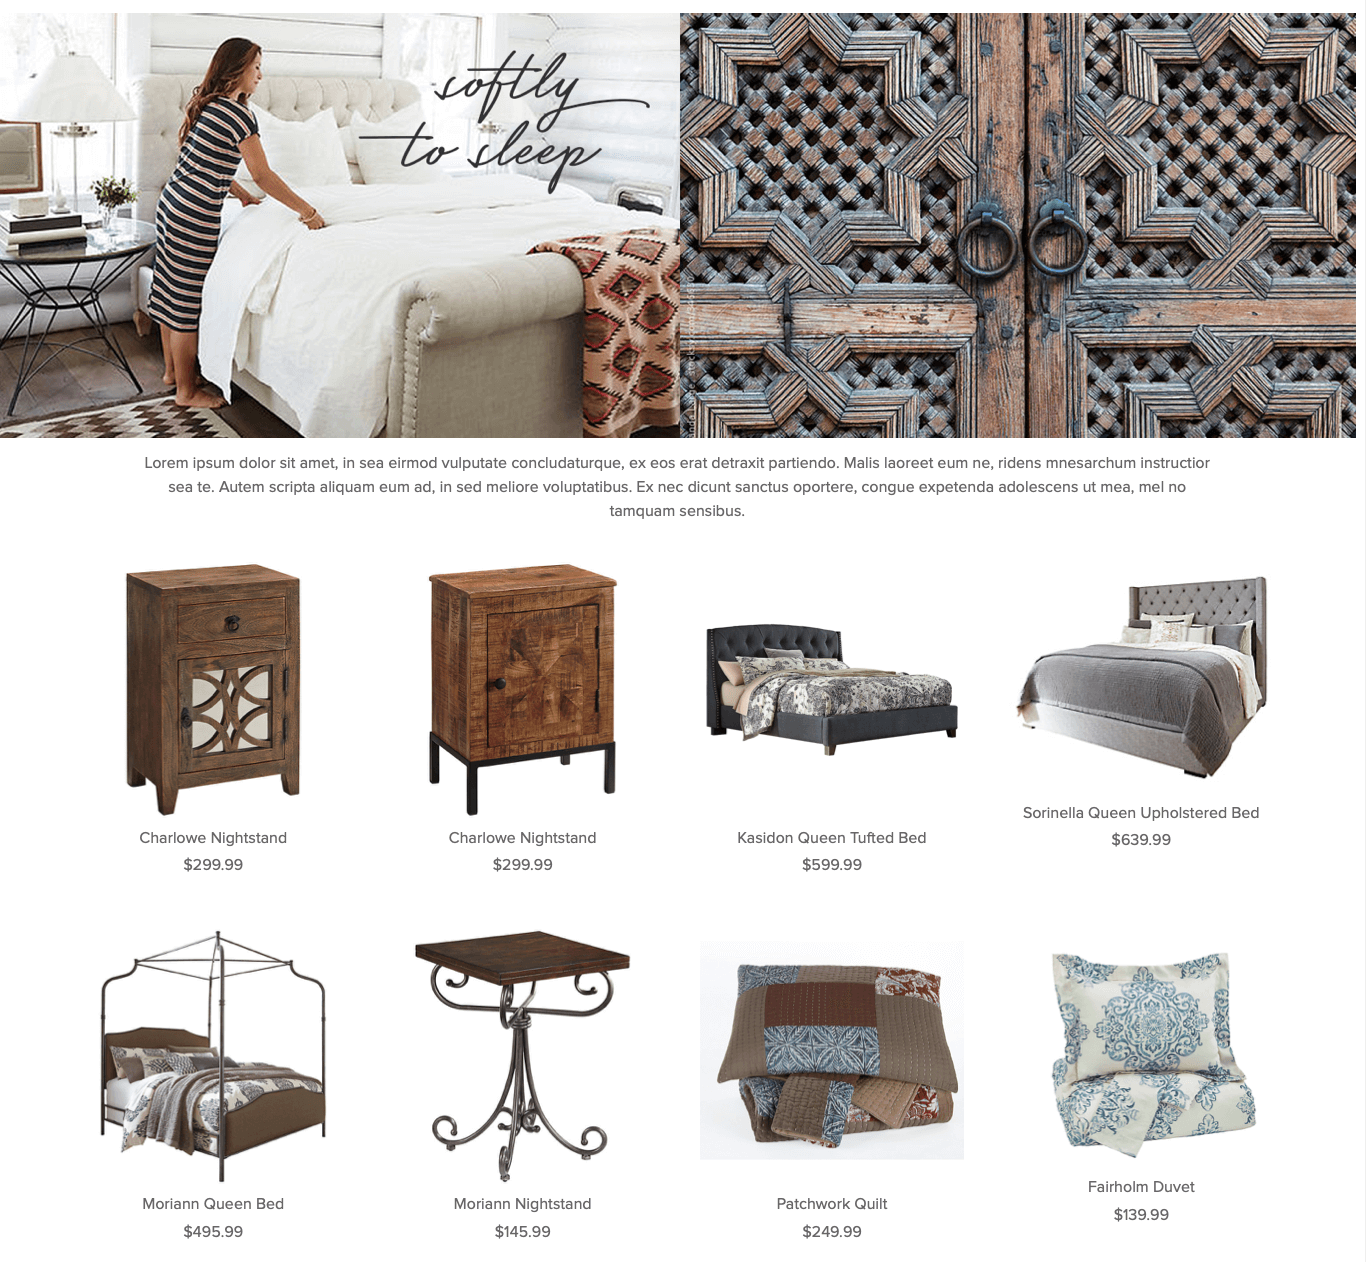 softly
to sleep
Lorem ipsum dolor sit amet, in sea eirmod vulputate concludaturque, ex eos erat detraxit partiendo. Malis laoreet eum ne, ridens mnesarchum instructior
sea te. Autem scripta aliquam eum ad, in sed meliore voluptatibus. Ex nec dicunt sanctus oportere, congue expetenda adolescens ut mea, mel no
tamquam sensibus.
Charlowe Nightstand
$299.99
Charlowe Nightstand
$299.99
Kasidon Queen Tufted Bed
$599.99
Sorinella Queen Upholstered Bed
$639.99
Moriann Queen Bed
$495.99
Moriann Nightstand
$145.99
Patchwork Quilt
$249.99
Fairholm Duvet
$139.99